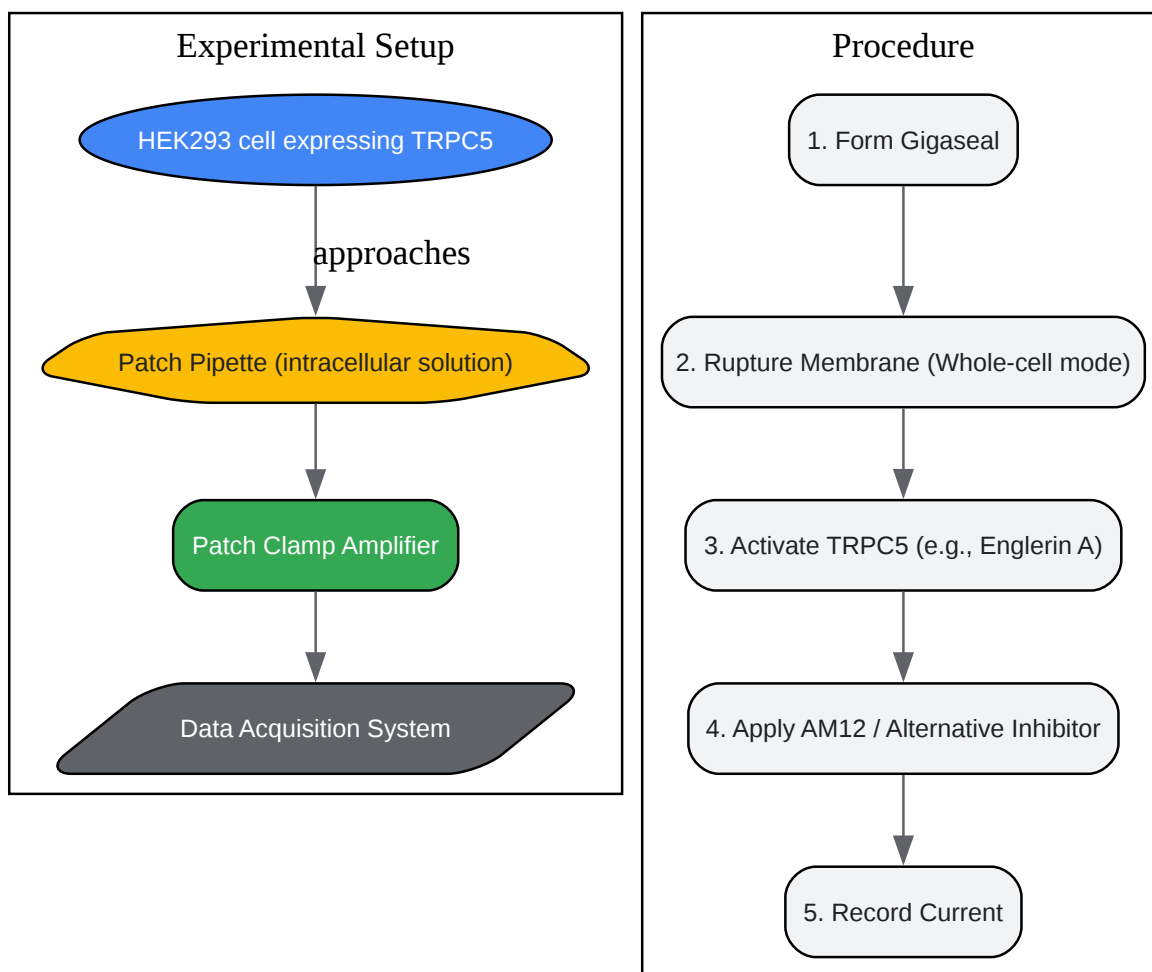 Experimental Setup
HEK293 cell expressing TRPC5
approaches
Patch Pipette (intracellular solution)
Patch Clamp Amplifier
Data Acquisition System
Procedure
1. Form Gigaseal
2. Rupture Membrane (Whole-cell mode)
3. Activate TRPC5 (e.g., Englerin A)
4. Apply AM12 / Alternative Inhibitor
5. Record Current